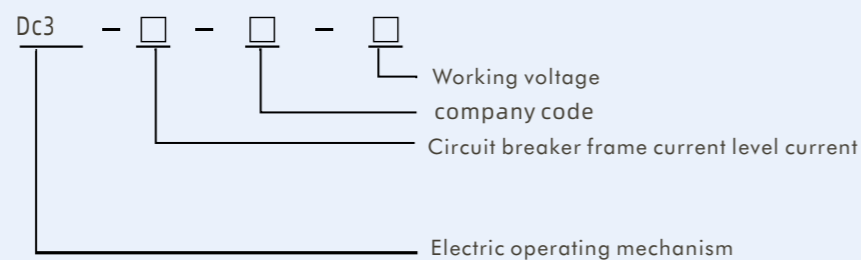 Dc3 - □ - □ - □
Working voltage
company code
Circuit breaker frame current level current
Electric operating mechanism